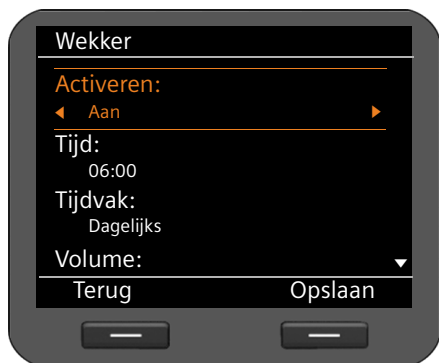 Wekker
Activeren:
Aan
Tijd:
06:00
Tijdvak:
Dagelijks
Volume:
Terug Opslaan